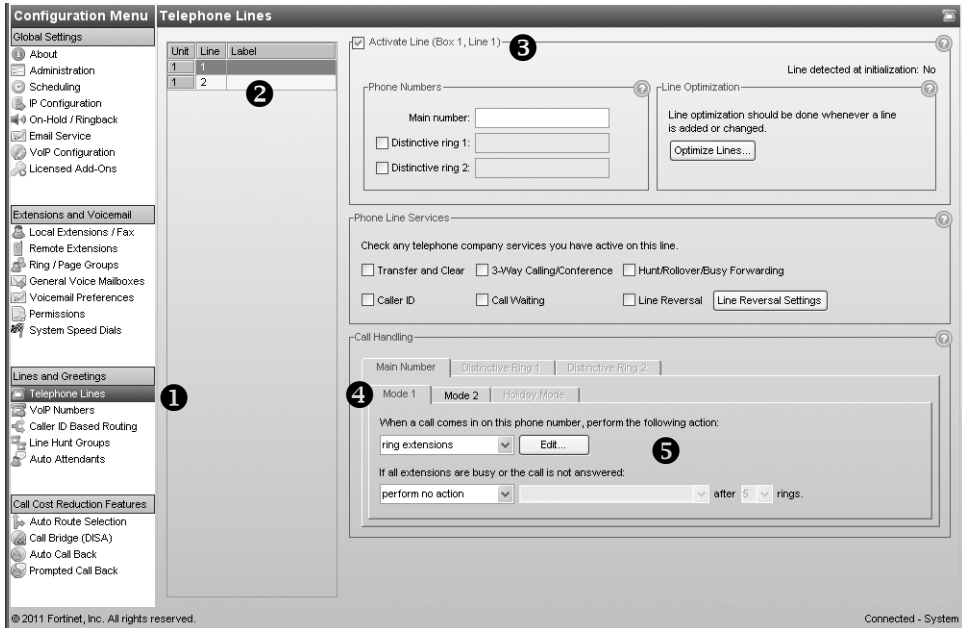 Configuration Menu
Telephone Lines
Global Settings
About
Administration
Scheduling
IP Configuration
On-Hold / Ringback
Email Service
VoIP Configuration
Licensed Add-Ons
Extensions and Voicemail
Local Extensions / Fax
Remote Extensions
Ring / Page Groups
General Voice Mailboxes
Voicemail Preferences
Permissions
System Speed Dials
Lines and Greetings
Telephone Lines
VoIP Numbers
Caller ID Based Routing
Line Hunt Groups
Auto Attendants
Call Cost Reduction Features
Auto Route Selection
Call Bridge (DISA)
Auto Call Back
Prompted Call Back
1
Unit Line Label
1 1
1 2
2
Activate Line (Box 1, Line 1)
3
?
Line detected at initialization: No
Phone Numbers
?
Main number:
Distinctive ring 1:
Distinctive ring 2:
Line Optimization
?
Line optimization should be done whenever a line
is added or changed.
Optimize Lines...
Phone Line Services
?
Check any telephone company services you have active on this line.
Transfer and Clear 3-Way Calling/Conference Hunt/Rollover/Busy Forwarding
Caller ID Call Waiting Line Reversal Line Reversal Settings
Call Handling
?
Main Number Distinctive Ring 1 Distinctive Ring 2
4
Mode 1 Mode 2 Holiday Mode
When a call comes in on this phone number, perform the following action:
ring extensions Edit...
5
If all extensions are busy or the call is not answered:
perform no action after 5 rings.
© 2011 Fortinet, Inc. All rights reserved.
Connected - System